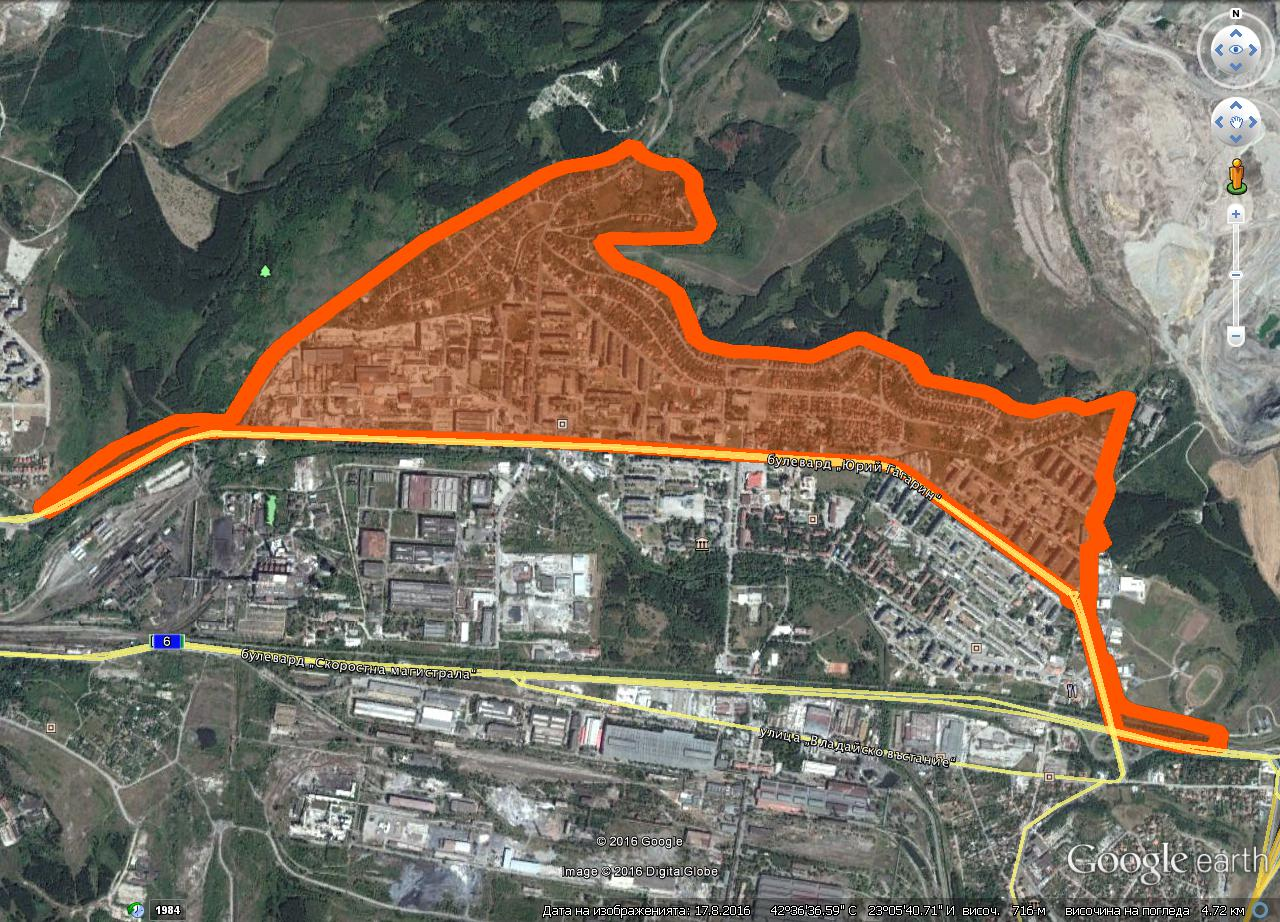 N
булевард „Юрий Гагарин“
6
булевард „Скоростна магистрала“
улица „Владайско въстание“
© 2016 Google
Image © 2016 DigitalGlobe
Google earth
1984
Дата на изображенията: 17.8.2016 42°36'36.59" С 23°05'40.71" И височ. 716 м височина на погледа 4.72 км